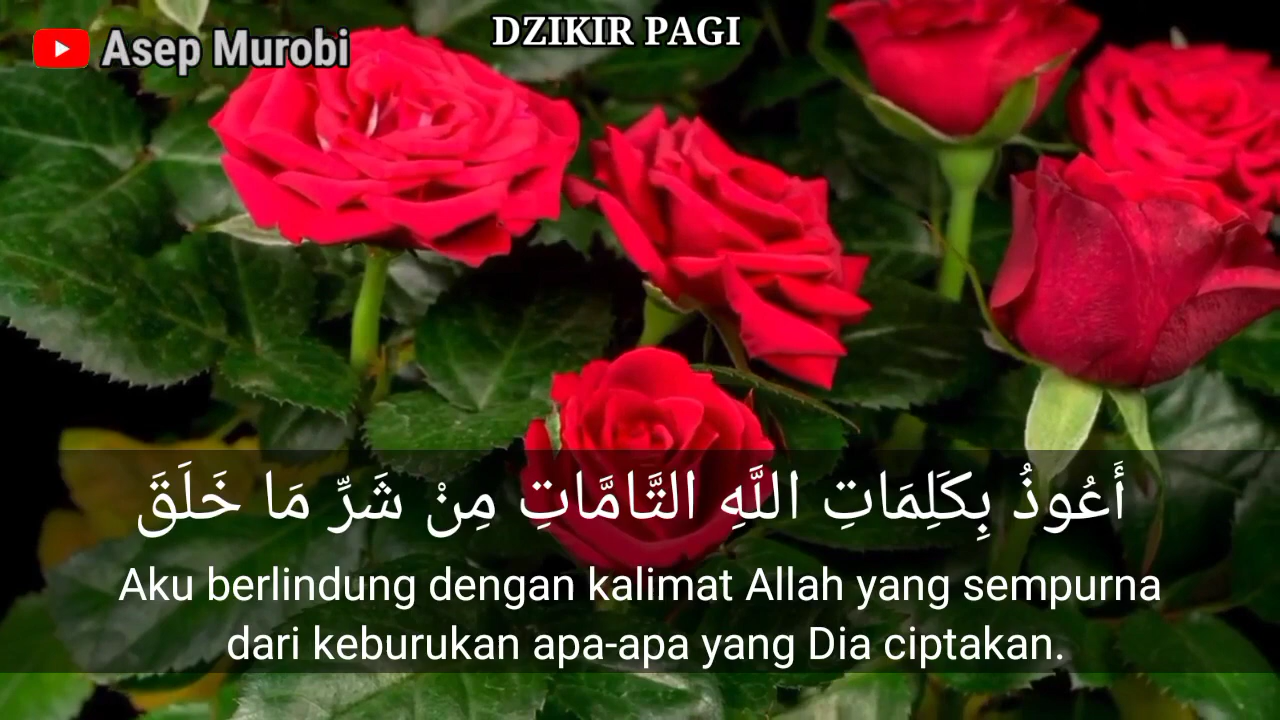 DZIKIR PAGI
Asep Murobi
أَعُوذُ بِكَلِمَاتِ اللَّهِ التَّامَّاتِ مِنْ شَرِّ مَا خَلَقَ
Aku berlindung dengan kalimat Allah yang sempurna
dari keburukan apa-apa yang Dia ciptakan.